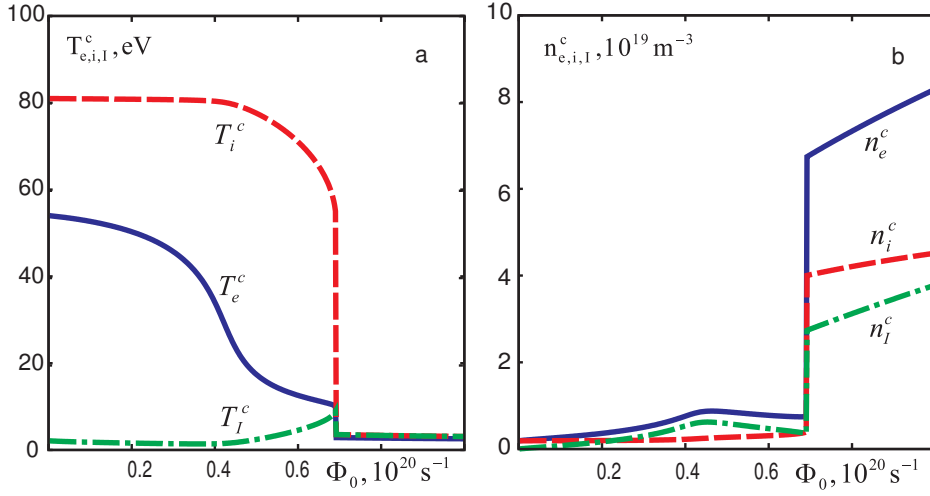 100
80
60
40
20
0
T_{e,i,I}^c, eV
a
T_i^c
T_e^c
T_I^c
0.2
0.4
0.6
Φ_0, 10^{20} s^{-1}
10
8
6
4
2
0
n_{e,i,I}^c, 10^{19} m^{-3}
b
n_e^c
n_i^c
n_I^c
0.2
0.4
0.6
Φ_0, 10^{20} s^{-1}